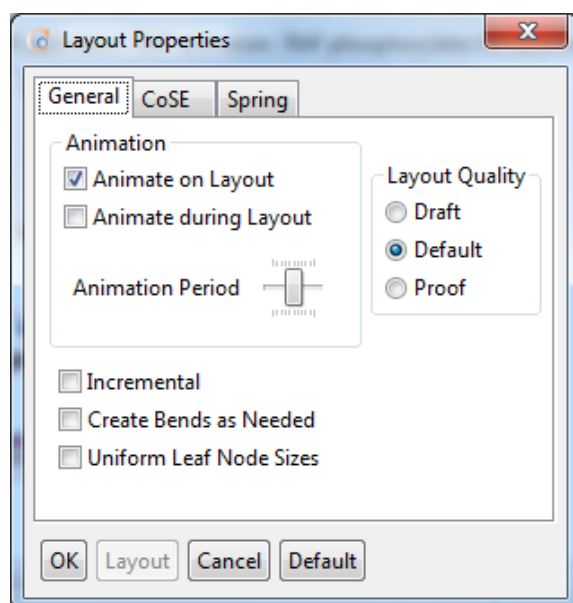 Layout Properties
General CoSE Spring
Animation
Animate on Layout
Animate during Layout
Animation Period
Layout Quality
Draft
Default
Proof
Incremental
Create Bends as Needed
Uniform Leaf Node Sizes
OK Layout Cancel Default